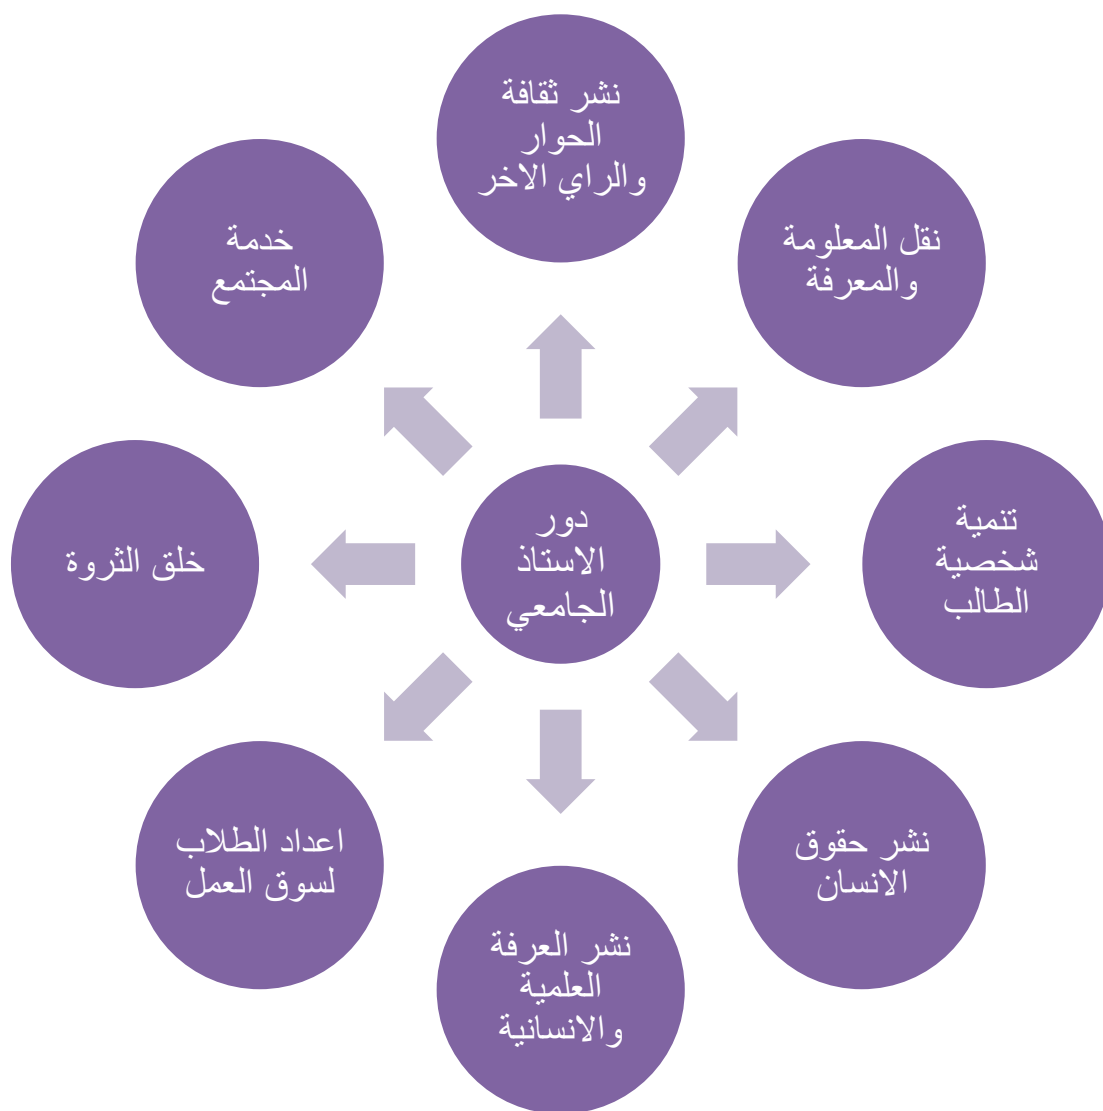 نشر ثقافة
الحوار
والراي الاخر
نقل المعلومة
والمعرفة
تنمية
شخصية
الطالب
نشر حقوق
الانسان
نشر العرفة
العلمية
والانسانية
اعداد الطلاب
لسوق العمل
خلق الثروة
خدمة
المجتمع
دور
الاستاذ
الجامعي